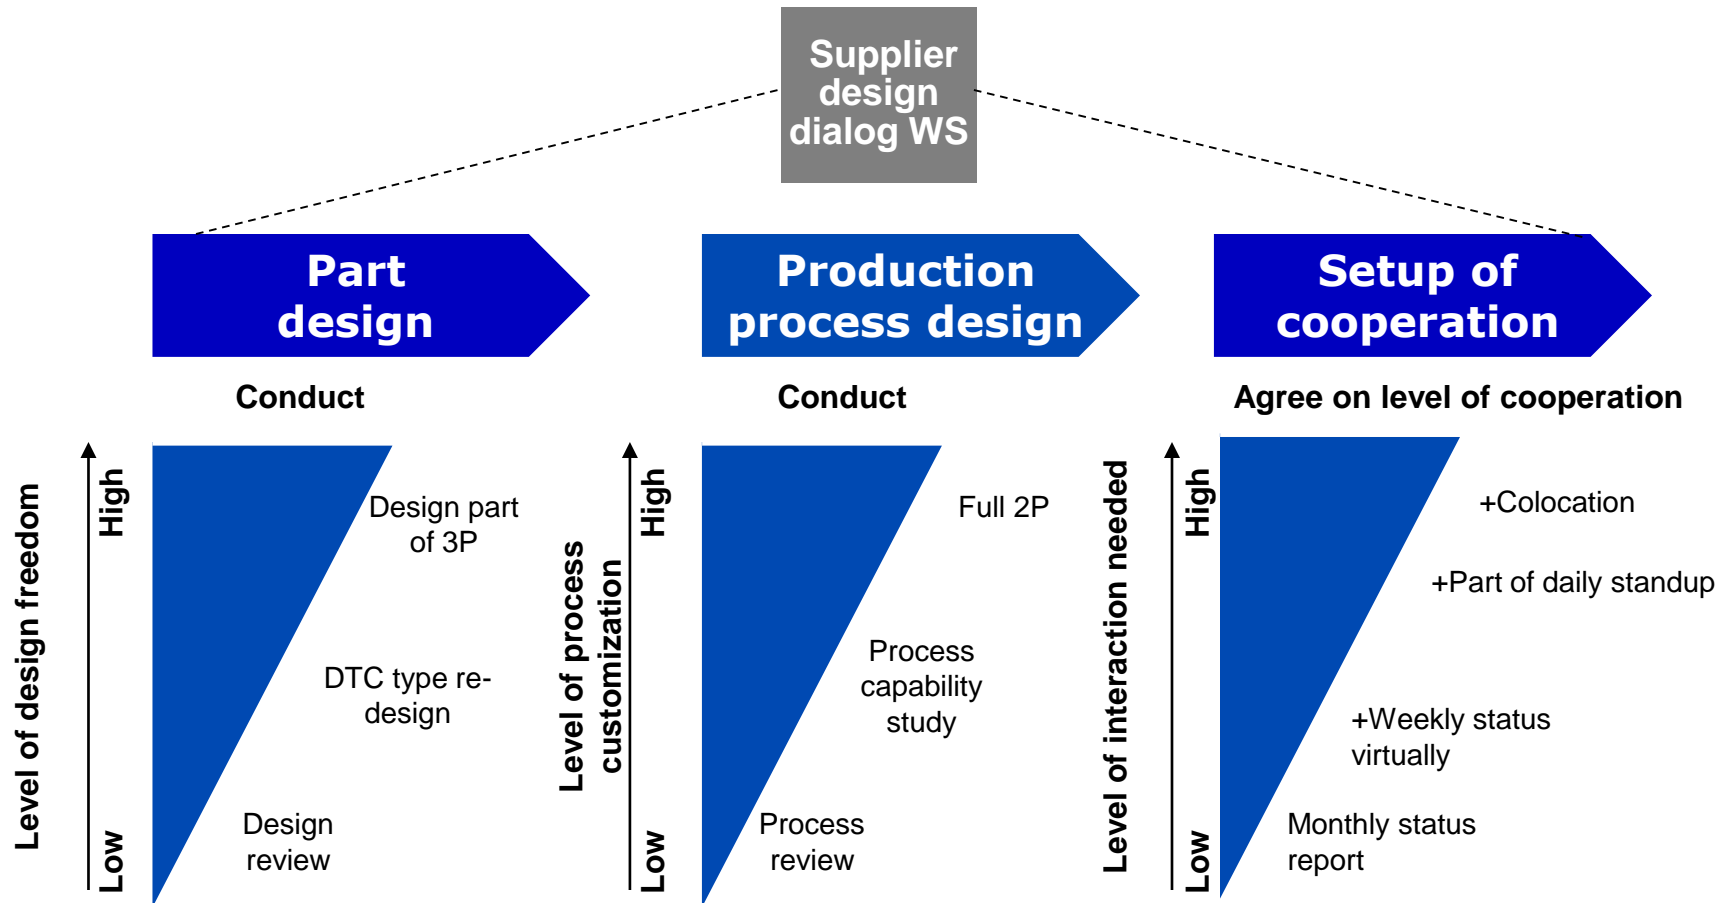 Supplier
design
dialog WS
Part
design
Production
process design
Setup of
cooperation
Conduct
Conduct
Agree on level of cooperation
Level of design freedom
High
Low
Design part
of 3P
DTC type re-
design
Design
review
Level of process
customization
High
Low
Full 2P
Process
capability
study
Process
review
Level of interaction needed
High
Low
+Colocation
+Part of daily standup
+Weekly status
virtually
Monthly status
report